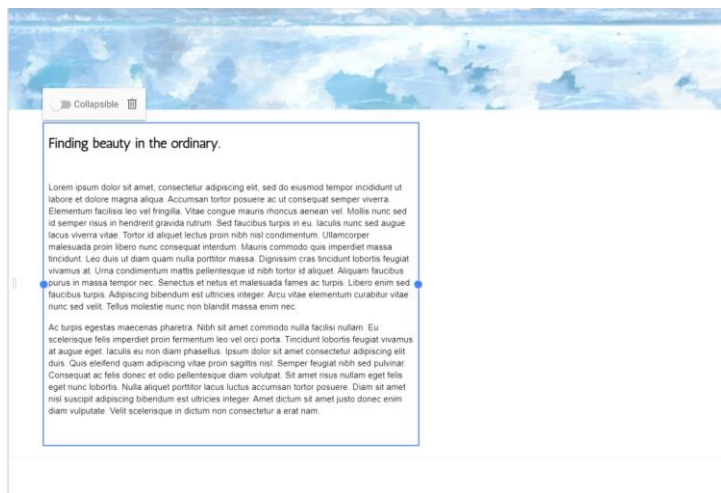 Collapsible
Finding beauty in the ordinary.
Lorem ipsum dolor sit amet, consectetur adipiscing elit, sed do eiusmod tempor incididunt ut
labore et dolore magna aliqua. Accumsan tortor posuere ac ut consequat semper viverra.
Elementum facilisis leo vel fringilla. Vitae congue mauris rhoncus aenean vel. Mollis nunc sed
id semper risus in hendrerit gravida rutrum. Sed faucibus turpis in eu. Iaculis nunc sed augue
lacus viverra vitae. Tortor id aliquet lectus proin nibh nisl condimentum. Ullamcorper
malesuada proin libero nunc consequat interdum. Mauris commodo quis imperdiet massa
tincidunt. Leo duis ut diam quam nulla porttitor massa. Dignissim cras tincidunt lobortis feugiat
vivamus at. Urna condimentum mattis pellentesque id nibh tortor id aliquet. Aliquam faucibus
purus in massa tempor nec. Senectus et netus et malesuada fames ac turpis. Libero enim sed
faucibus turpis. Adipiscing bibendum est ultricies integer. Arcu vitae elementum curabitur vitae
nunc sed velit. Tellus molestie nunc non blandit massa enim nec.
Ac turpis egestas maecenas pharetra. Nibh sit amet commodo nulla facilisi nullam. Eu
scelerisque felis imperdiet proin fermentum leo vel orci porta. Tincidunt lobortis feugiat vivamus
at augue eget. Iaculis eu non diam phasellus. Ipsum dolor sit amet consectetur adipiscing elit
duis. Quis eleifend quam adipiscing vitae proin sagittis nisl. Semper feugiat nibh sed pulvinar.
Consequat ac felis donec et odio pellentesque diam volutpat. Sit amet risus nullam eget felis
eget nunc lobortis. Nulla aliquet porttitor lacus luctus accumsan tortor posuere. Diam sit amet
nisl suscipit adipiscing bibendum est ultricies integer. Amet dictum sit amet justo donec enim
diam vulputate. Velit scelerisque in dictum non consectetur a erat nam.